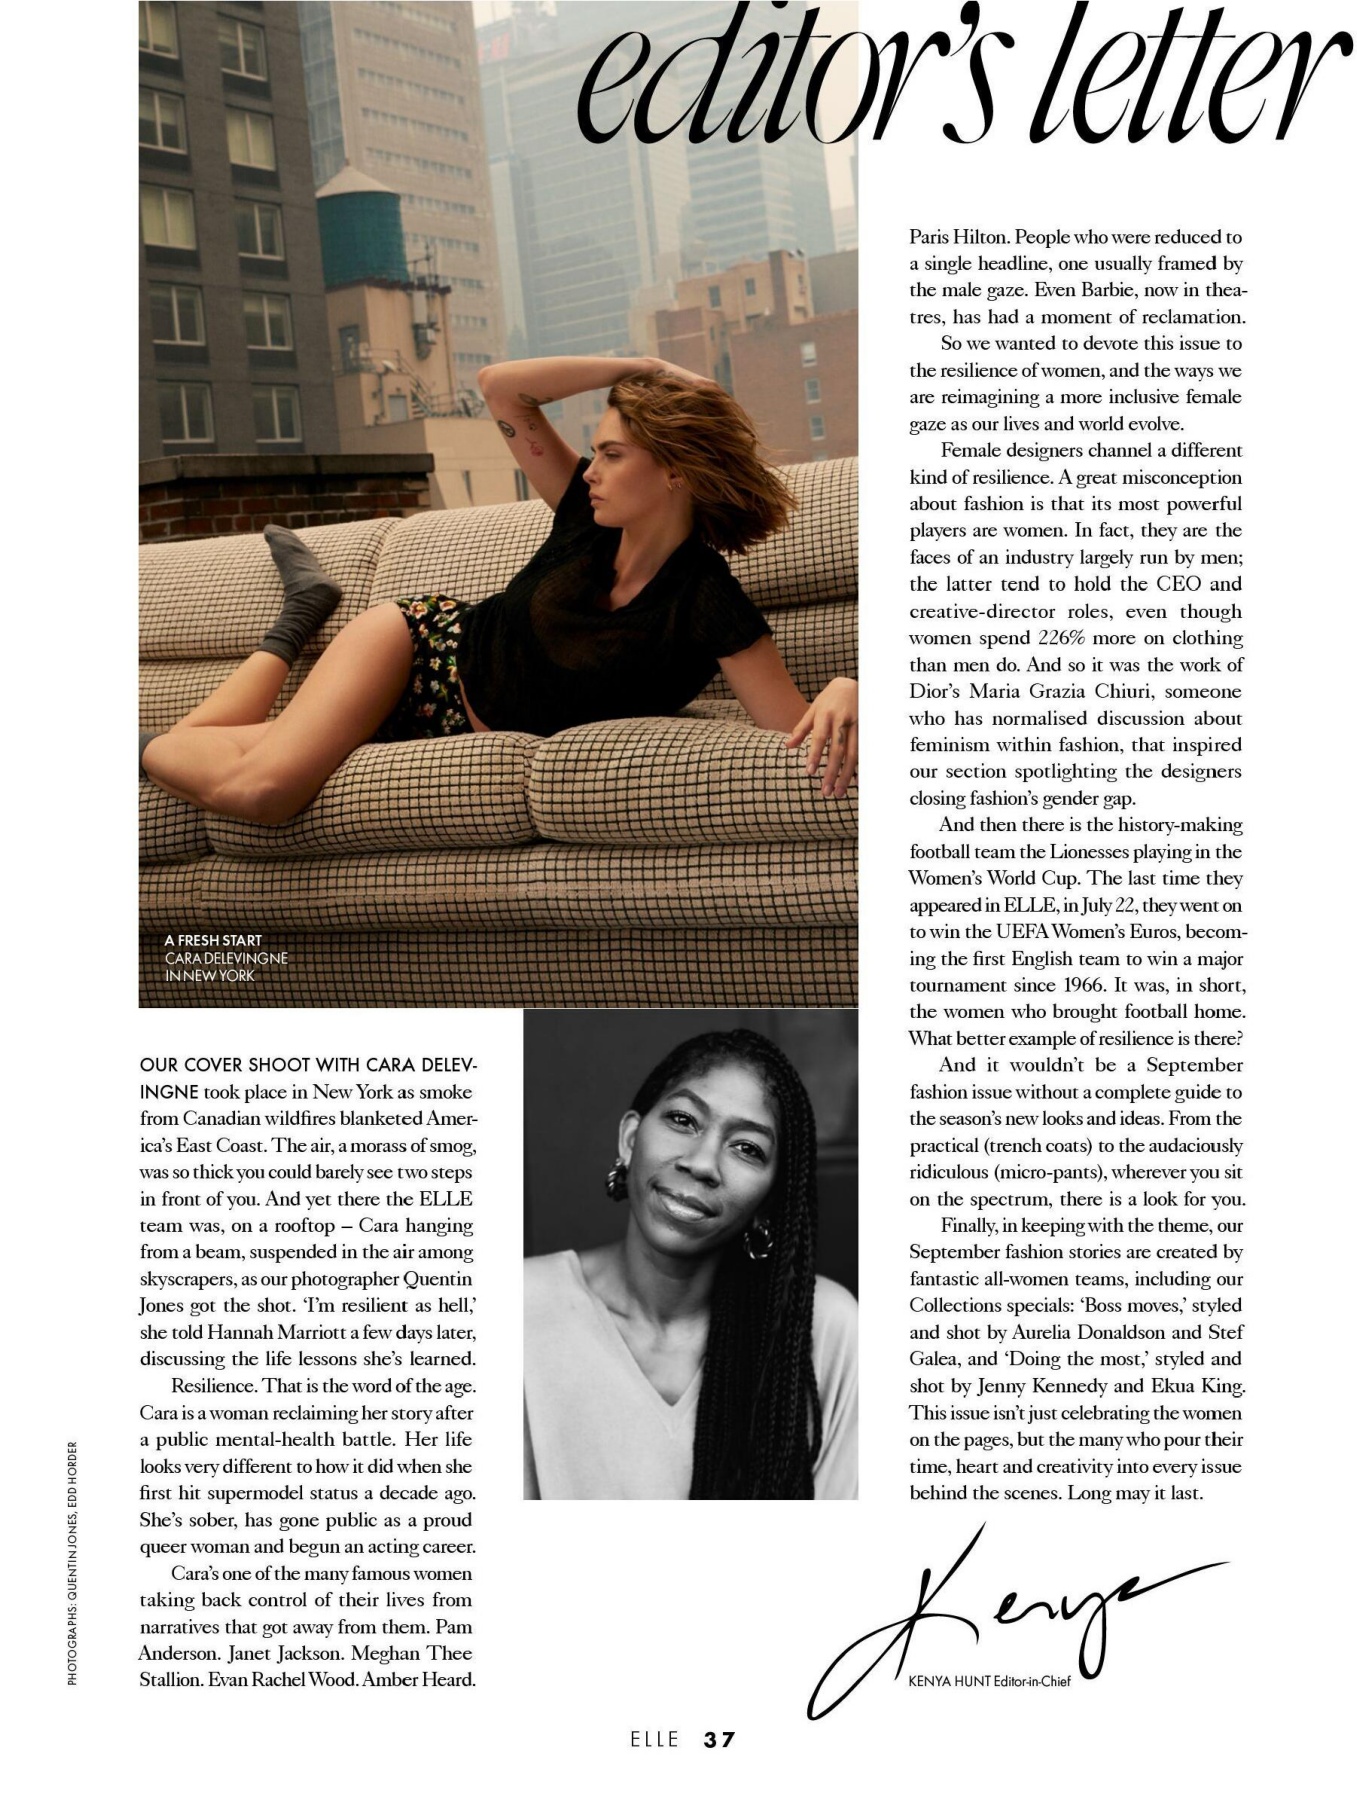 editor's letter
A FRESH START
CARA DELEVINGNE
IN NEW YORK
OUR COVER SHOOT WITH CARA DELEV-
INGNE took place in New York as smoke
from Canadian wildfires blanketed Amer-
ica's East Coast. The air, a morass of smog,
was so thick you could barely see two steps
in front of you. And yet there the ELLE
team was, on a rooftop – Cara hanging
from a beam, suspended in the air among
skyscrapers, as our photographer Quentin
Jones got the shot. 'I'm resilient as hell,'
she told Hannah Marriott a few days later,
discussing the life lessons she's learned.
Resilience. That is the word of the age.
Cara is a woman reclaiming her story after
a public mental-health battle. Her life
looks very different to how it did when she
first hit supermodel status a decade ago.
She's sober, has gone public as a proud
queer woman and begun an acting career.
Cara's one of the many famous women
taking back control of their lives from
narratives that got away from them. Pam
Anderson. Janet Jackson. Meghan Thee
Stallion. Evan Rachel Wood. Amber Heard.
Paris Hilton. People who were reduced to
a single headline, one usually framed by
the male gaze. Even Barbie, now in thea-
tres, has had a moment of reclamation.
So we wanted to devote this issue to
the resilience of women, and the ways we
are reimagining a more inclusive female
gaze as our lives and world evolve.
Female designers channel a different
kind of resilience. A great misconception
about fashion is that its most powerful
players are women. In fact, they are the
faces of an industry largely run by men;
the latter tend to hold the CEO and
creative-director roles, even though
women spend 226% more on clothing
than men do. And so it was the work of
Dior's Maria Grazia Chiuri, someone
who has normalised discussion about
feminism within fashion, that inspired
our section spotlighting the designers
closing fashion's gender gap.
And then there is the history-making
football team the Lionesses playing in the
Women's World Cup. The last time they
appeared in ELLE, in July 22, they went on
to win the UEFA Women's Euros, becom-
ing the first English team to win a major
tournament since 1966. It was, in short,
the women who brought football home.
What better example of resilience is there?
And it wouldn't be a September
fashion issue without a complete guide to
the season's new looks and ideas. From the
practical (trench coats) to the audaciously
ridiculous (micro-pants), wherever you sit
on the spectrum, there is a look for you.
Finally, in keeping with the theme, our
September fashion stories are created by
fantastic all-women teams, including our
Collections specials: 'Boss moves,' styled
and shot by Aurelia Donaldson and Stef
Galea, and 'Doing the most,' styled and
shot by Jenny Kennedy and Ekua King.
This issue isn't just celebrating the women
on the pages, but the many who pour their
time, heart and creativity into every issue
behind the scenes. Long may it last.
Kenya
KENYA HUNT Editor-in-Chief
PHOTOGRAPHS: QUENTIN JONES, EDD HORDER
ELLE 37